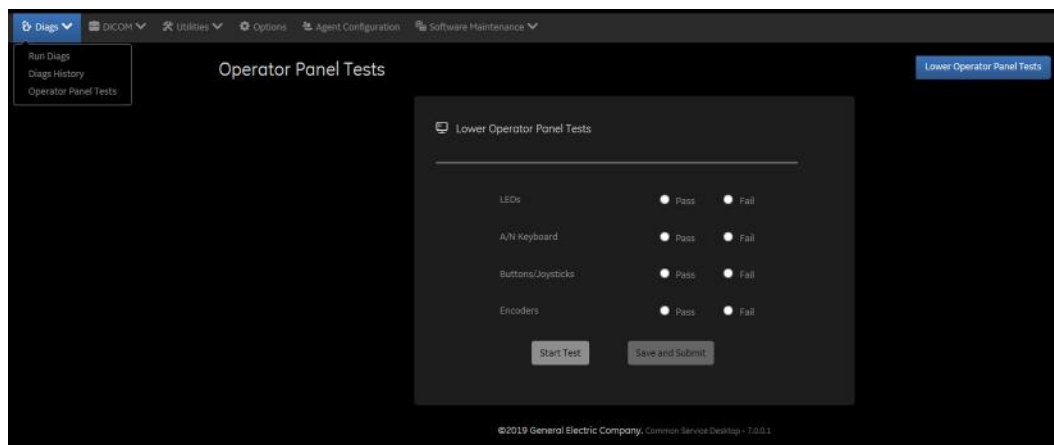 Diags DICOM Utilities Options Agent Configuration Software Maintenance
Run Diags
Diags History
Operator Panel Tests
Operator Panel Tests
Lower Operator Panel Tests
Lower Operator Panel Tests
LEDs Pass Fail
A/N Keyboard Pass Fail
Buttons/Joysticks Pass Fail
Encoders Pass Fail
Start Test Save and Submit
©2019 General Electric Company. Common Service Desktop - 7.0.0.1